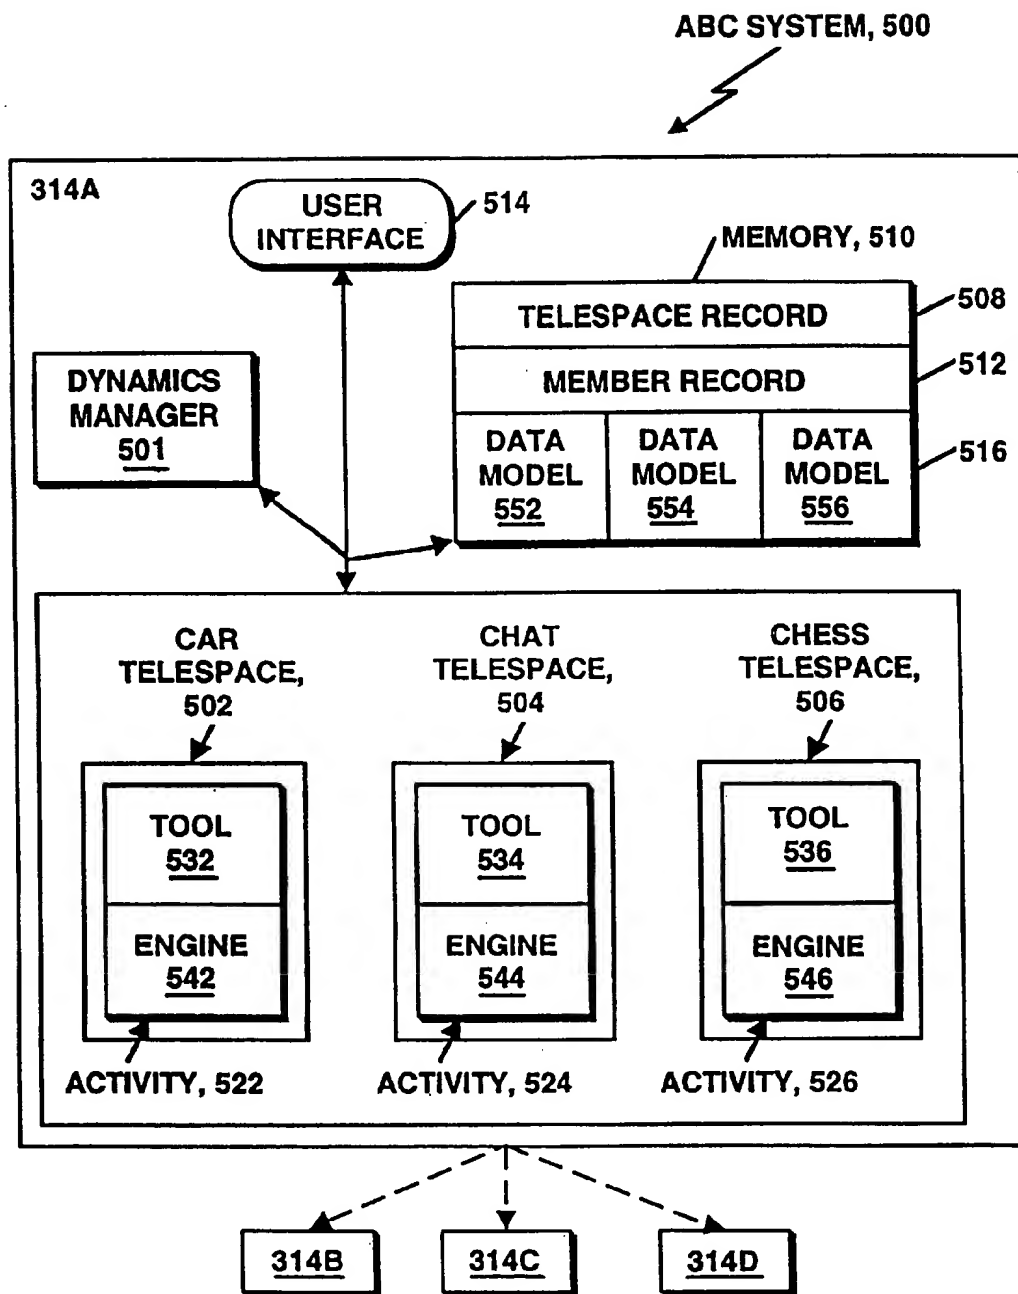 ABC SYSTEM, 500
314A
USER
INTERFACE
514
MEMORY, 510
TELESPACE RECORD
508
MEMBER RECORD
512
DYNAMICS
MANAGER
501
DATA
MODEL
552
DATA
MODEL
554
DATA
MODEL
556
516
CAR
TELESPACE,
502
CHAT
TELESPACE,
504
CHESS
TELESPACE,
506
TOOL
532
TOOL
534
TOOL
536
ENGINE
542
ENGINE
544
ENGINE
546
ACTIVITY, 522
ACTIVITY, 524
ACTIVITY, 526
314B
314C
314D